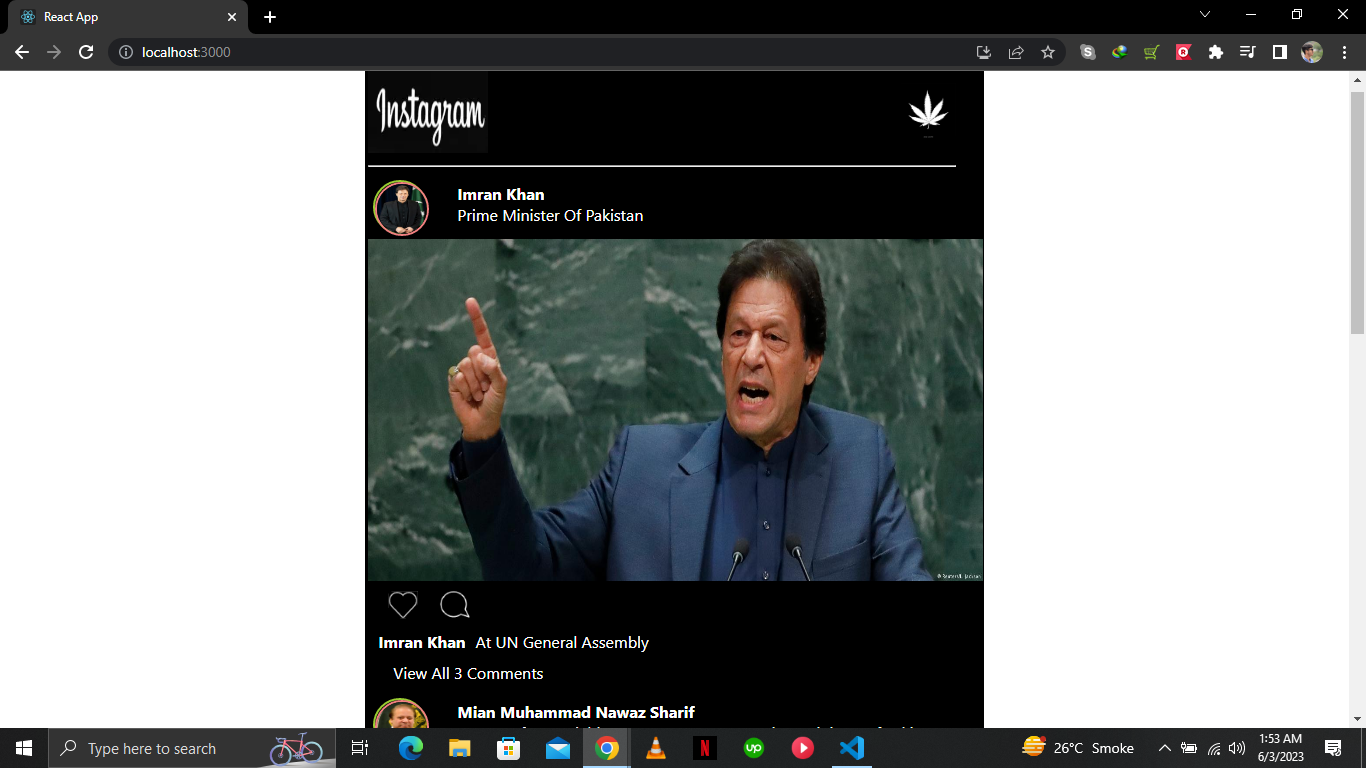 React App
localhost:3000
Instagram
Imran Khan
Prime Minister Of Pakistan
Imran Khan At UN General Assembly
View All 3 Comments
Mian Muhammad Nawaz Sharif
Type here to search
N
up
26°C Smoke
1:53 AM
6/3/2023